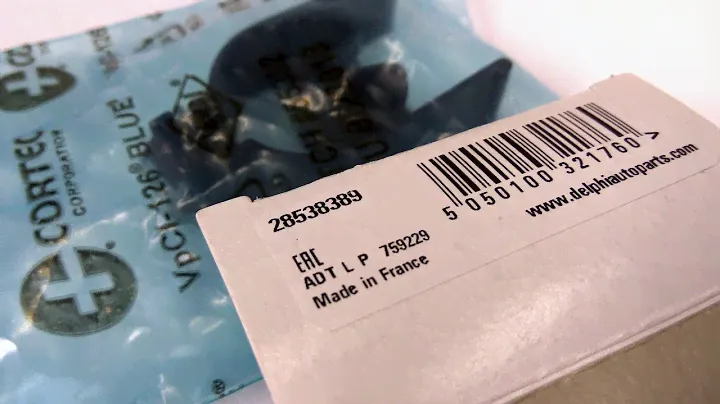 CORTEC
CORPORATION
VpCI-126® BLUE
28538389
5 050100 321760 >
www.delphiautoparts.com
EAC
ADT L P 759229
Made in France